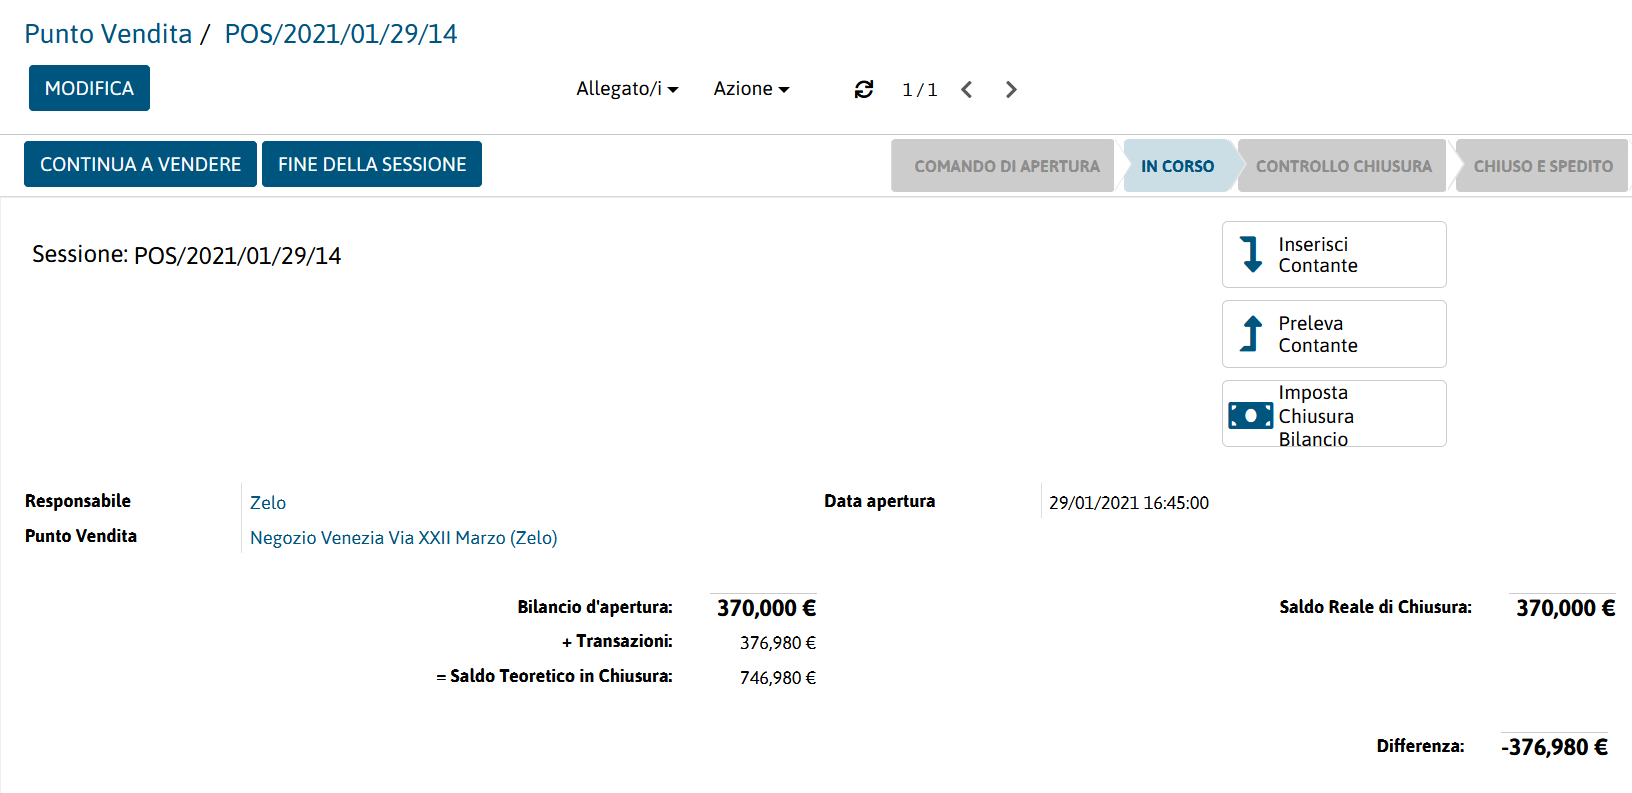 Punto Vendita / POS/2021/01/29/14
MODIFICA
Allegato/i
Azione
1 / 1
CONTINUA A VENDERE
FINE DELLA SESSIONE
COMANDO DI APERTURA
IN CORSO
CONTROLLO CHIUSURA
CHIUSO E SPEDITO
Sessione: POS/2021/01/29/14
Inserisci
Contante
Preleva
Contante
Imposta
Chiusura
Bilancio
Responsabile Zelo
Data apertura 29/01/2021 16:45:00
Punto Vendita Negozio Venezia Via XXII Marzo (Zelo)
Bilancio d'apertura: 370,000 €
Saldo Reale di Chiusura: 370,000 €
+ Transazioni: 376,980 €
= Saldo Teoretico in Chiusura: 746,980 €
Differenza: -376,980 €